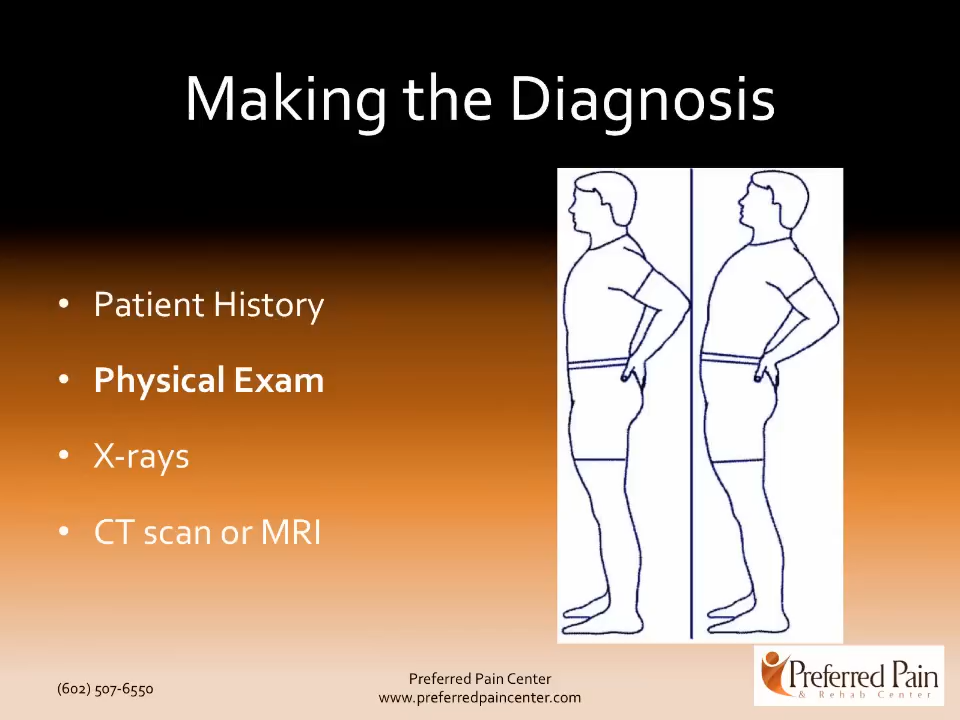 Making the Diagnosis
• Patient History
• Physical Exam
• X-rays
• CT scan or MRI
(602) 507-6550
Preferred Pain Center
www.preferredpaincenter.com
Preferred Pain
& Rehab Center